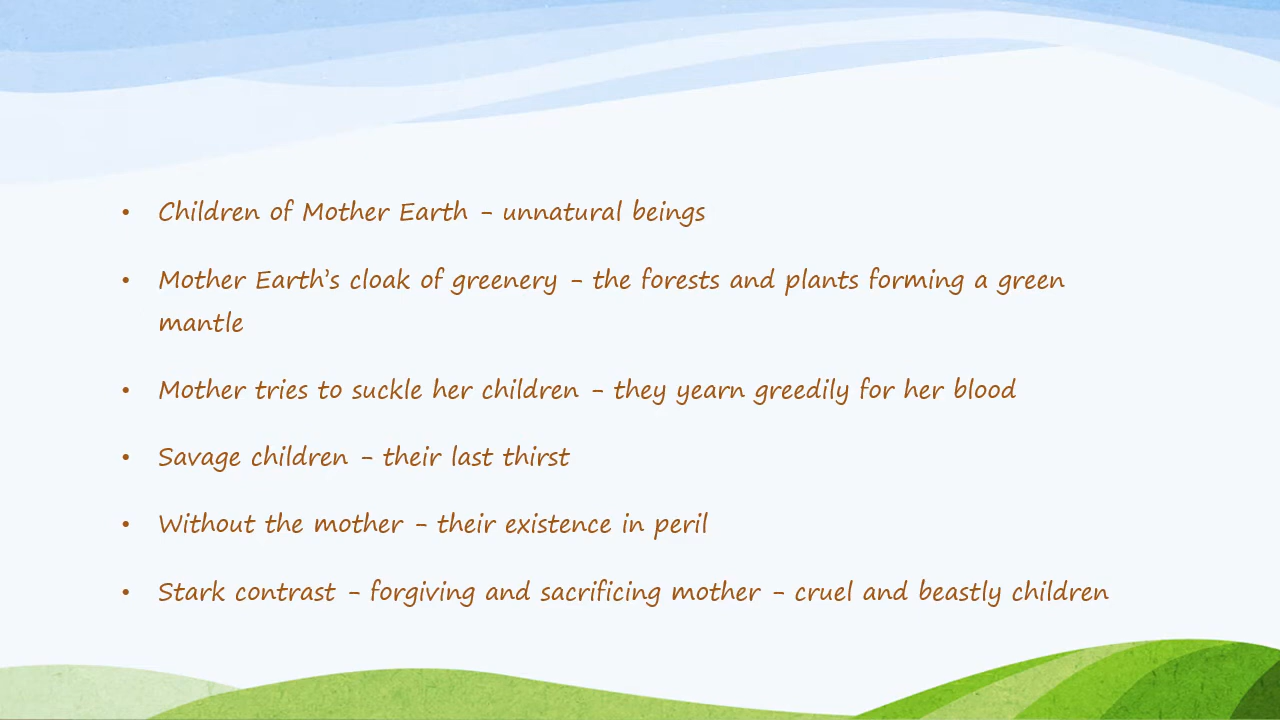 • Children of Mother Earth – unnatural beings
• Mother Earth’s cloak of greenery – the forests and plants forming a green
mantle
• Mother tries to suckle her children – they yearn greedily for her blood
• Savage children – their last thirst
• Without the mother – their existence in peril
• Stark contrast – forgiving and sacrificing mother – cruel and beastly children